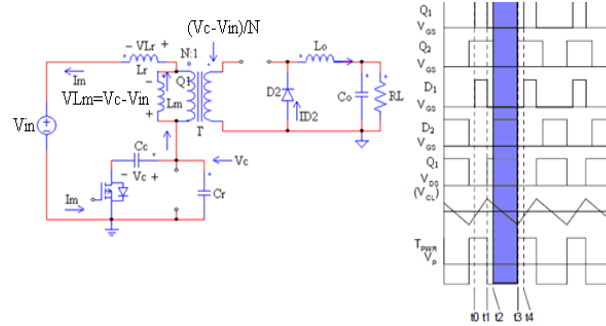 (Vc-Vin)/N
- VLr +
Im
Lr
N:1
Q1
VLm=Vc-Vin
-
Lm
+
T
Vin
Cc
- Vc +
Im
Vc
Cr
Lo
D2
ID2
Co
RL
Q1
VGS
Q2
VGS
D1
VGS
D2
VGS
Q1
VDS
(VCL)
TPWR
VP
t0 t1 t2 t3 t4